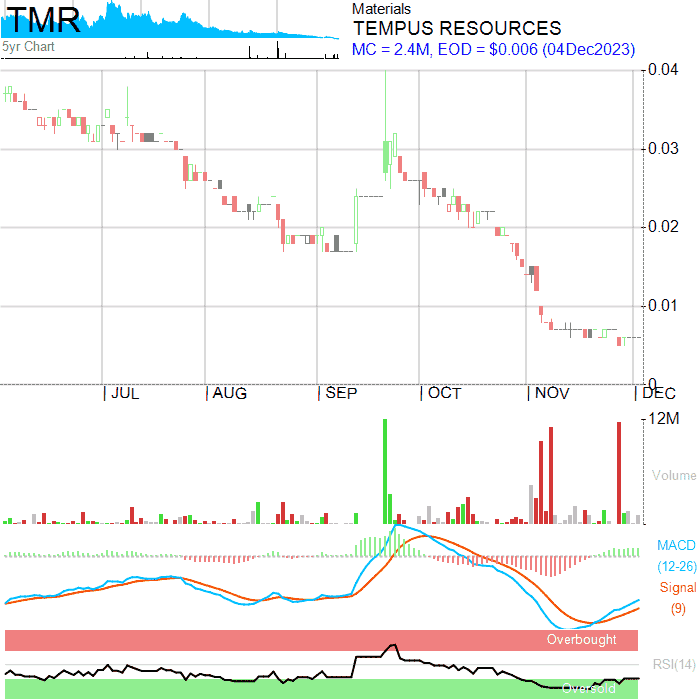 TMR
5yr Chart
Materials
TEMPUS RESOURCES
MC = 2.4M, EOD = $0.006 (04Dec2023)
0.04
0.03
0.02
0.01
0
JUL AUG SEP OCT NOV DEC
12M
Volume
MACD
(12-26)
Signal
(9)
Overbought
RSI(14)
Oversold